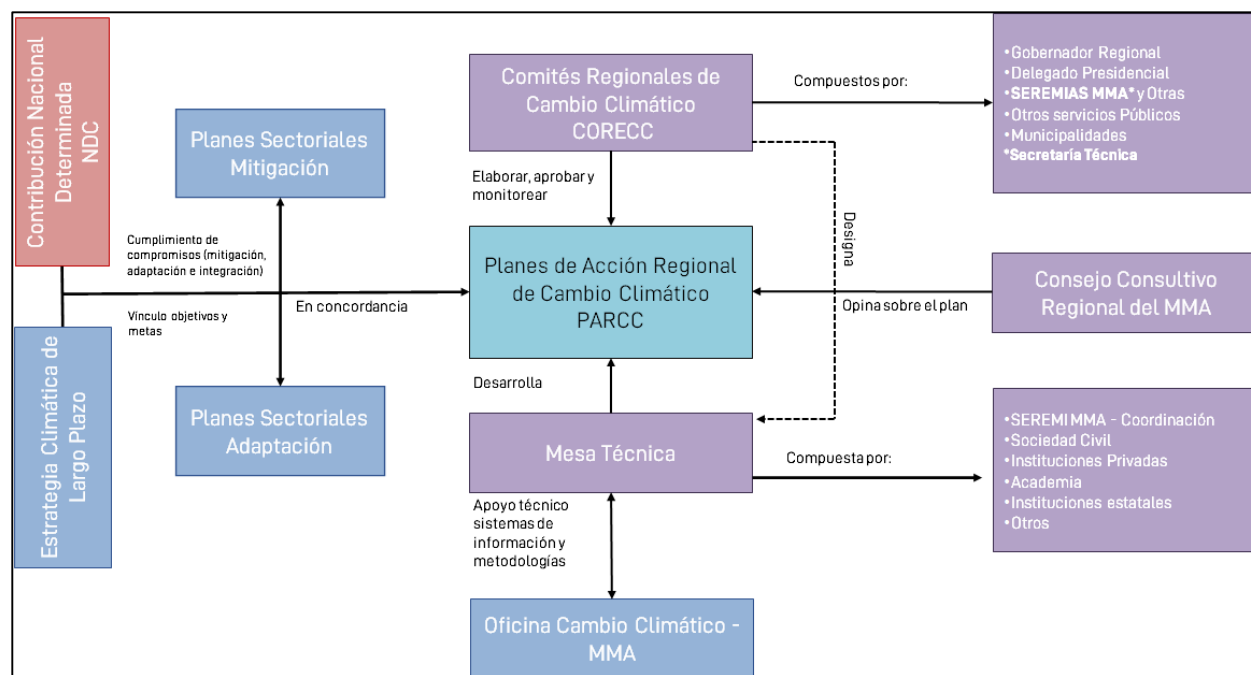 Contribución Nacional
Determinada
NDC
Estrategia Climática de
Largo Plazo
Planes Sectoriales
Mitigación
Cumplimiento de
compromisos (mitigación,
adaptación e integración)
Vínculo objetivos y
metas
En concordancia
Planes Sectoriales
Adaptación
Comités Regionales de
Cambio Climático
CORECC
Elaborar, aprobar y
monitorear
Planes de Acción Regional
de Cambio Climático
PARCC
Desarrolla
Mesa Técnica
Apoyo técnico
sistemas de
información y
metodologías
Oficina Cambio Climático -
MMA
Compuestos por:
•Gobernador Regional
•Delegado Presidencial
•SEREMIAS MMA* y Otras
•Otros servicios Públicos
•Municipalidades
*Secretaría Técnica
Designa
Opina sobre el plan
Consejo Consultivo
Regional del MMA
Compuesta por:
•SEREMI MMA - Coordinación
•Sociedad Civil
•Instituciones Privadas
•Academia
•Instituciones estatales
•Otros